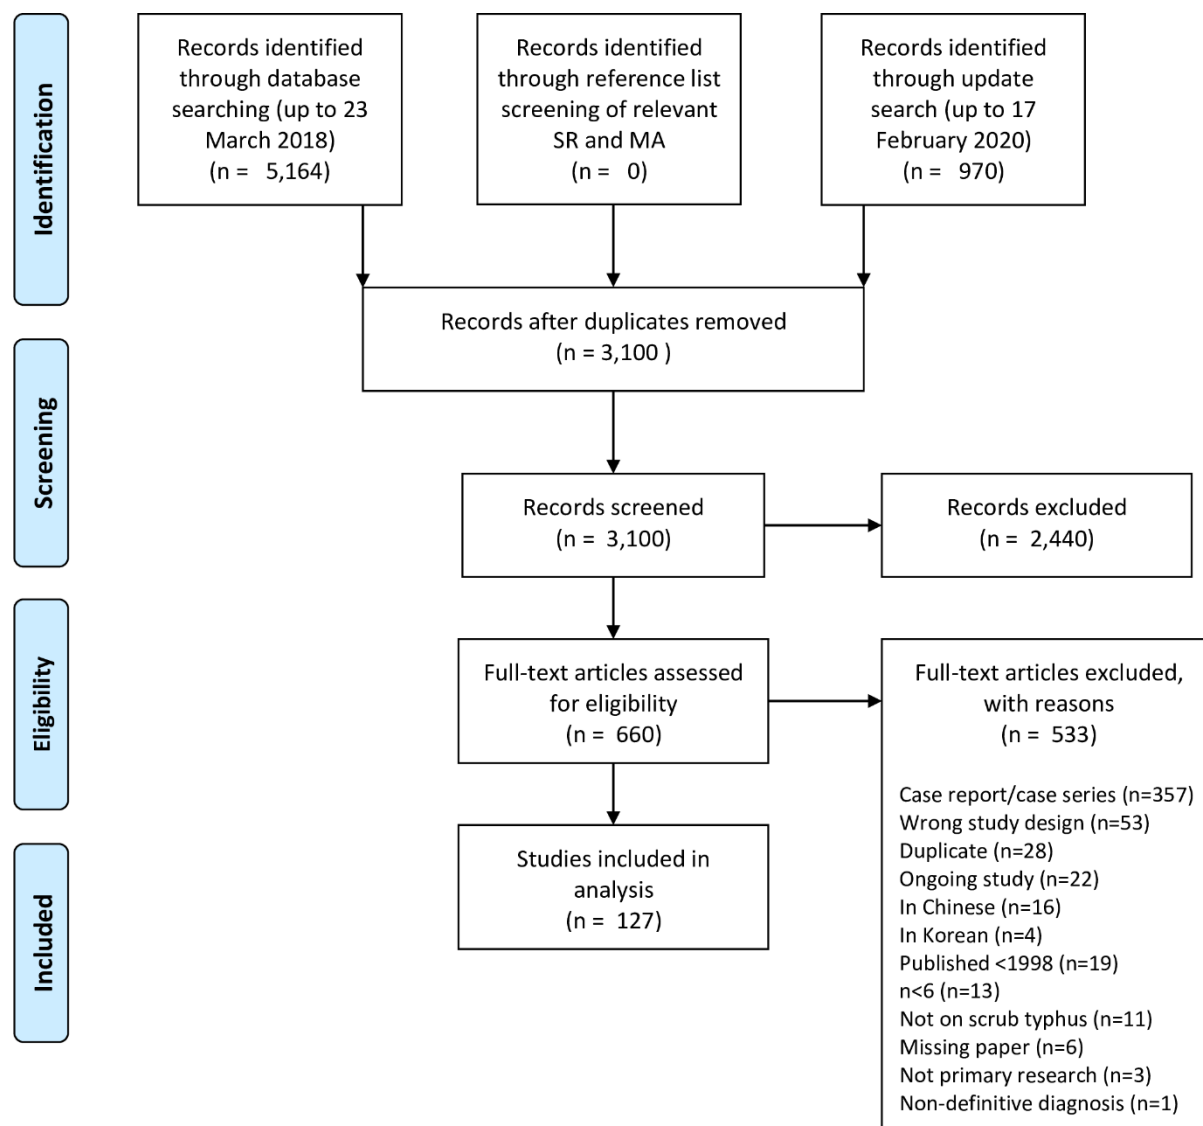 Identification
Records identified
through database
searching (up to 23
March 2018)
(n = 5,164)
Records identified
through reference list
screening of relevant
SR and MA
(n = 0)
Records identified
through update
search (up to 17
February 2020)
(n = 970)
Records after duplicates removed
(n = 3,100 )
Screening
Records screened
(n = 3,100)
Records excluded
(n = 2,440)
Eligibility
Full-text articles assessed
for eligibility
(n = 660)
Full-text articles excluded,
with reasons
(n = 533)
Case report/case series (n=357)
Wrong study design (n=53)
Duplicate (n=28)
Ongoing study (n=22)
In Chinese (n=16)
In Korean (n=4)
Published <1998 (n=19)
n<6 (n=13)
Not on scrub typhus (n=11)
Missing paper (n=6)
Not primary research (n=3)
Non-definitive diagnosis (n=1)
Included
Studies included in
analysis
(n = 127)